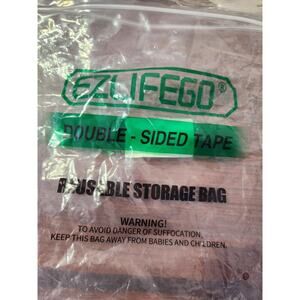 EZLIFEGO®
DOUBLE - SIDED TAPE
REUSABLE STORAGE BAG
WARNING!
TO AVOID DANGER OF SUFFOCATION,
KEEP THIS BAG AWAY FROM BABIES AND CHILDREN.